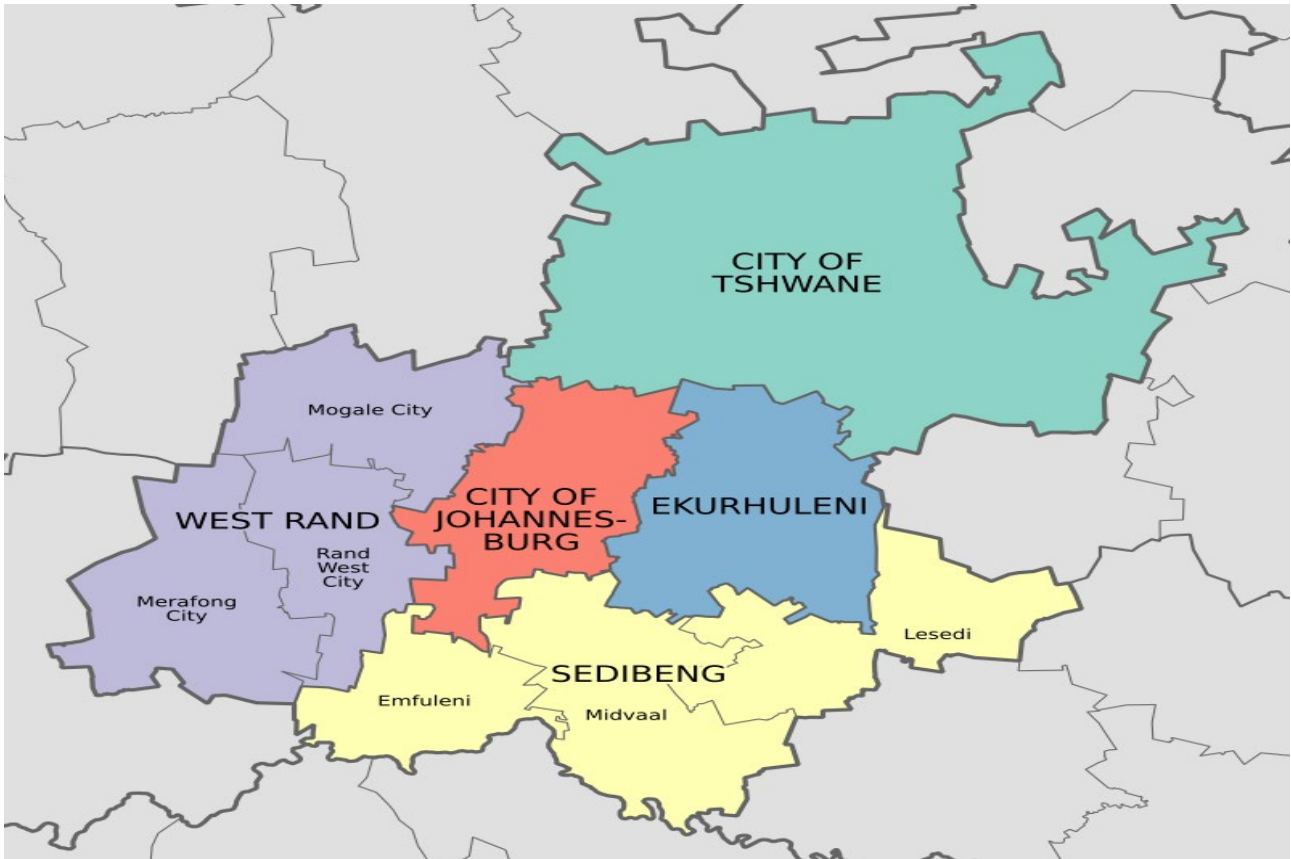 CITY OF
TSHWANE
Mogale City
CITY OF
JOHANNES-
BURG
EKURHULENI
WEST RAND
Rand
West
City
Merafong
City
Lesedi
SEDIBENG
Emfuleni
Midvaal